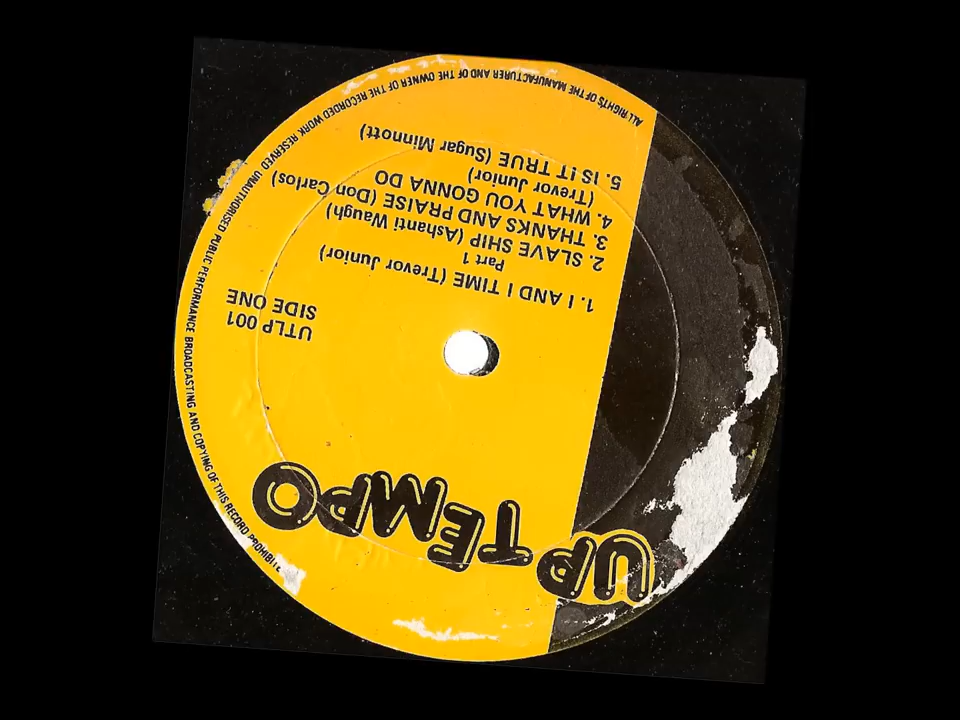 UP TEMPO
UTLP 001
SIDE ONE
1. I AND I TIME (Trevor Junior)
Part 1
2. SLAVE SHIP (Ashanti Waugh)
3. THANKS AND PRAISE (Don Carlos)
4. WHAT YOU GONNA DO
(Trevor Junior)
5. IS !T TRUE (Sugar Minnott)
ALL RIGHTS OF THE MANUFACTURER AND OF THE OWNER OF THE RECORDED WORK RESERVED UNAUTHORISED PUBLIC PERFORMANCE BROADCASTING AND COPYING OF THIS RECORD PROHIBITE